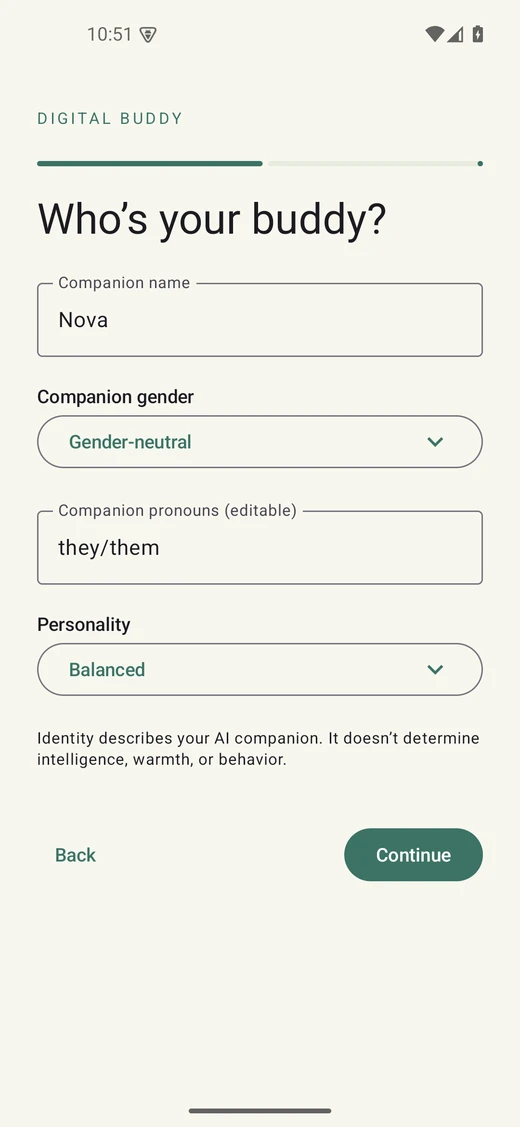 10:51
DIGITAL BUDDY
Who’s your buddy?
Companion name
Nova
Companion gender
Gender-neutral
Companion pronouns (editable)
they/them
Personality
Balanced
Identity describes your AI companion. It doesn’t determine
intelligence, warmth, or behavior.
Back
Continue